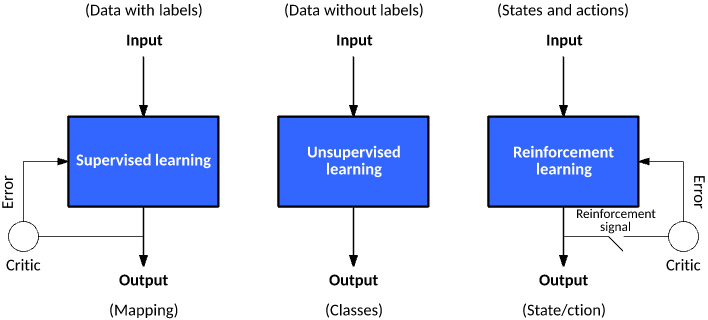 (Data with labels)
Input
Supervised learning
Error
Critic
Output
(Mapping)
(Data without labels)
Input
Unsupervised
learning
Output
(Classes)
(States and actions)
Input
Reinforcement
learning
Reinforcement
signal
Error
Critic
Output
(State/ction)